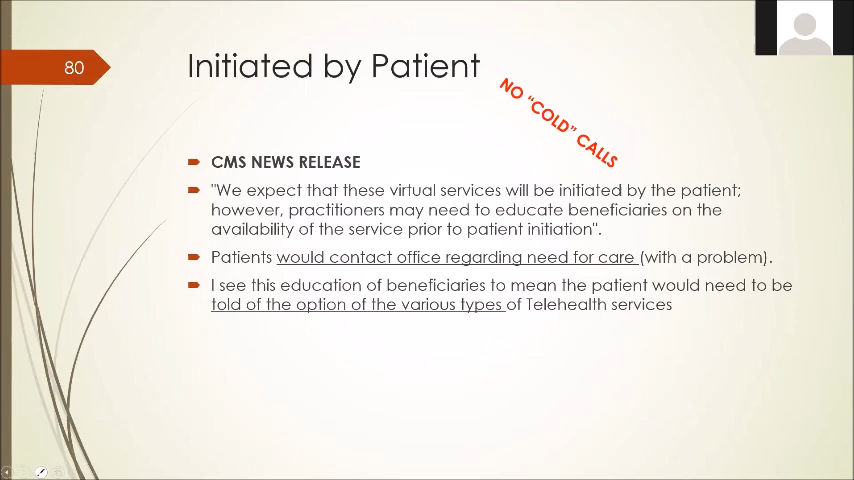 80
Initiated by Patient
NO "COLD" CALLS
CMS NEWS RELEASE
"We expect that these virtual services will be initiated by the patient;
however, practitioners may need to educate beneficiaries on the
availability of the service prior to patient initiation".
Patients would contact office regarding need for care (with a problem).
I see this education of beneficiaries to mean the patient would need to be
told of the option of the various types of Telehealth services